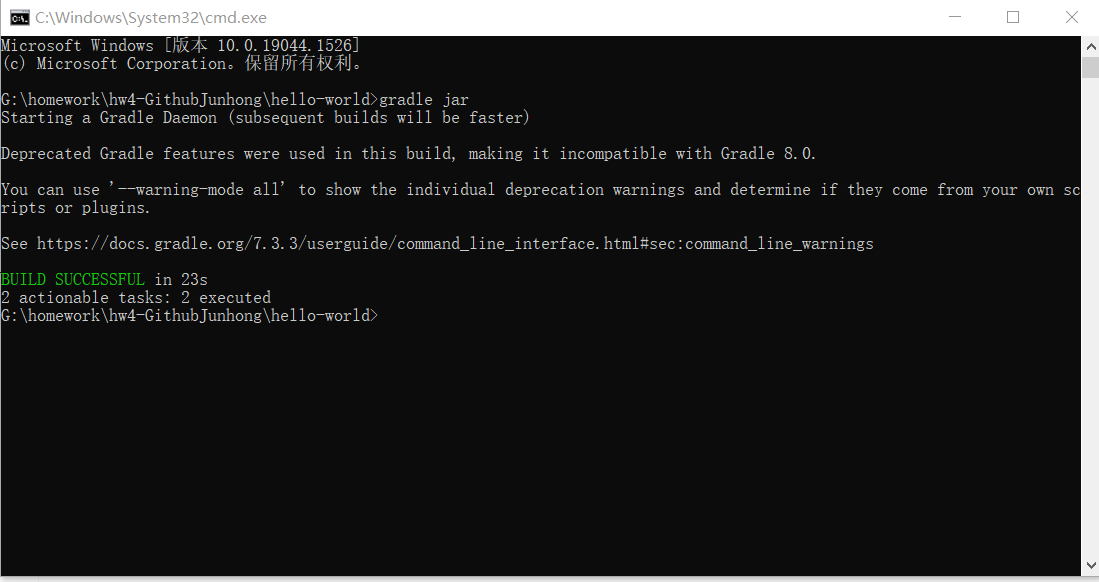 C:\Windows\System32\cmd.exe
Microsoft Windows [版本 10.0.19044.1526]
(c) Microsoft Corporation。保留所有权利。
G:\homework\hw4-GithubJunhong\hello-world>gradle jar
Starting a Gradle Daemon (subsequent builds will be faster)
Deprecated Gradle features were used in this build, making it incompatible with Gradle 8.0.
You can use '--warning-mode all' to show the individual deprecation warnings and determine if they come from your own sc
ripts or plugins.
See https://docs.gradle.org/7.3.3/userguide/command_line_interface.html#sec:command_line_warnings
BUILD SUCCESSFUL in 23s
2 actionable tasks: 2 executed
G:\homework\hw4-GithubJunhong\hello-world>